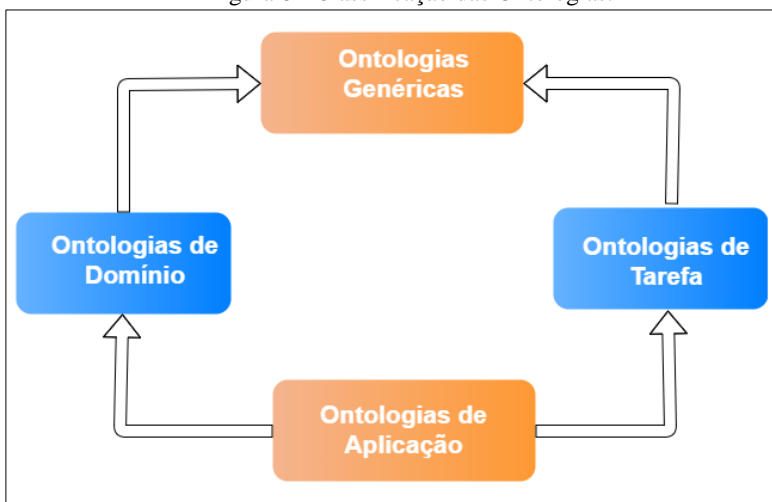 Ontologias
Genéricas
Ontologias de
Domínio
Ontologias de
Tarefa
Ontologias de
Aplicação